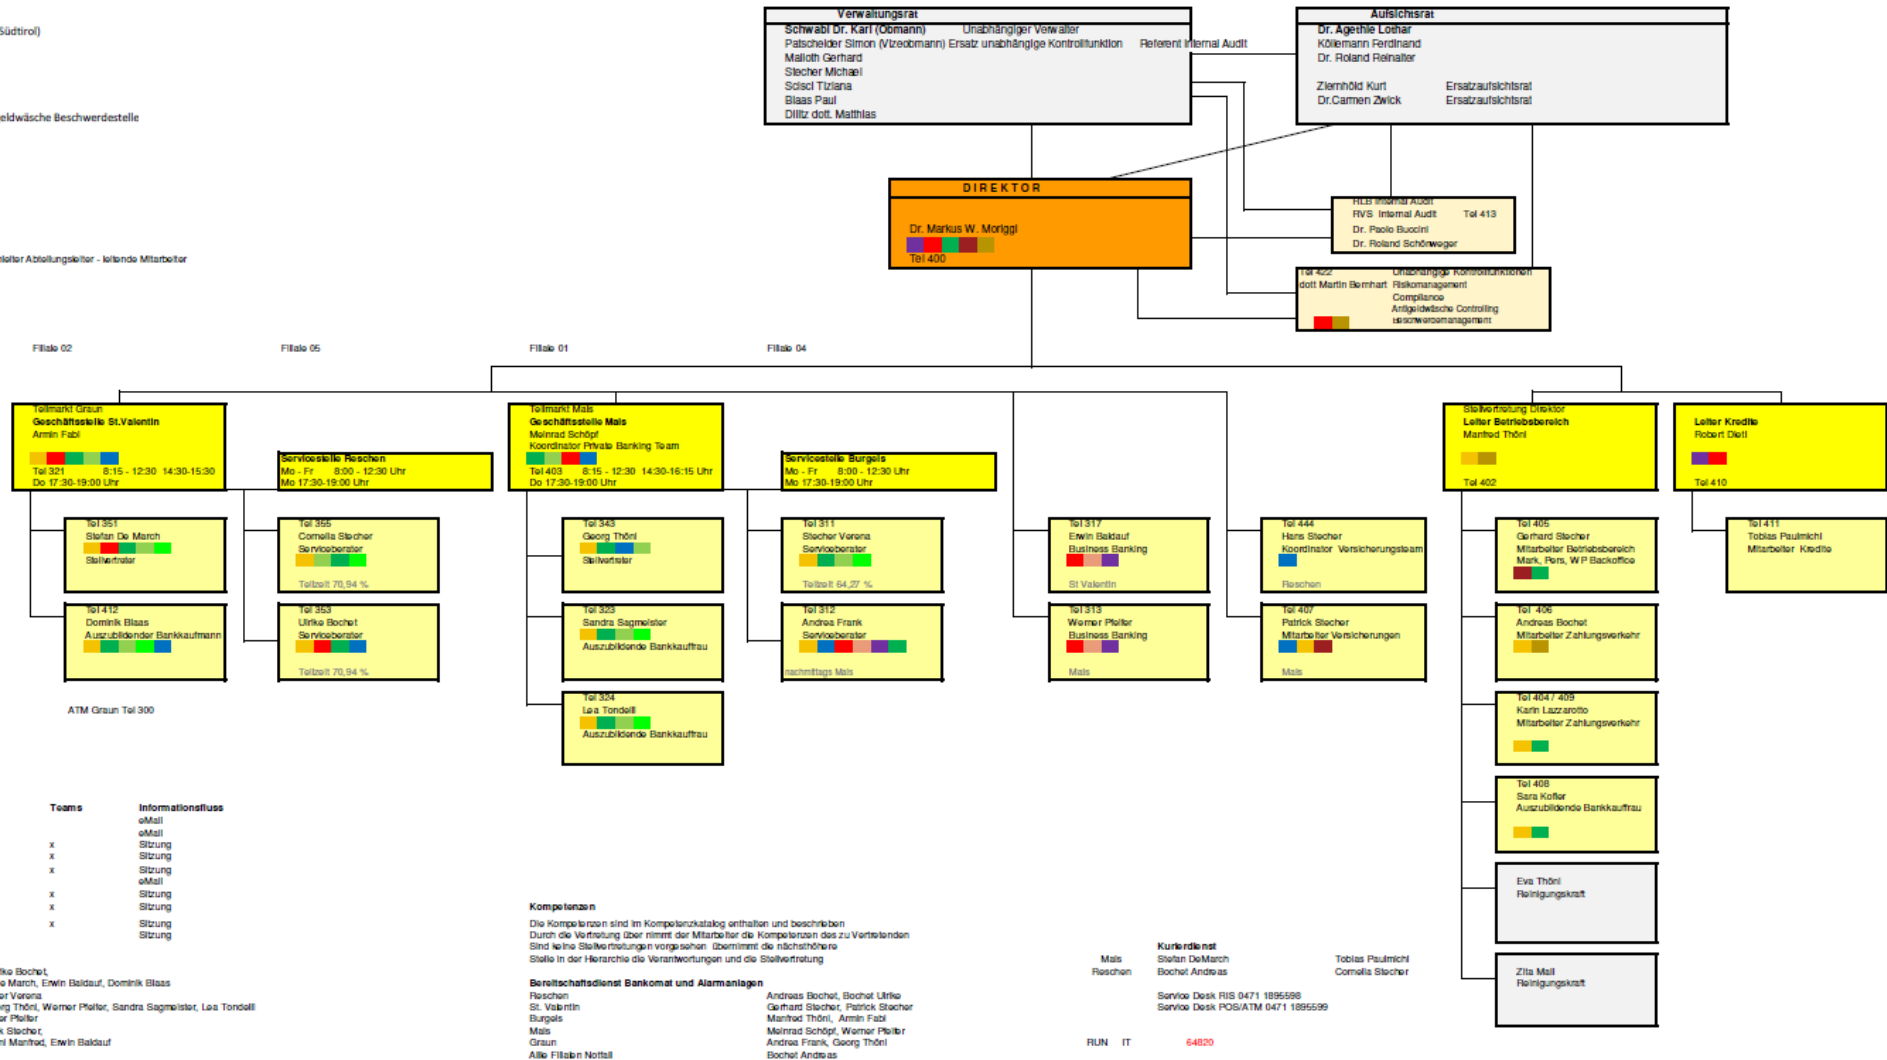 Südtirol)
eldwäsche Beschwerdestelle
leiter Abteilungsleiter - leitende Mitarbeiter
Verwaltungsrat
Schwabl Dr. Karl (Obmann) Unabhängiger Verwalter
Patscheider Simon (Vizeobmann) Ersatz unabhängige Kontrollfunktion Referent Internal Audit
Malloth Gerhard
Stecher Michael
Scisci Tiziana
Blaas Paul
Dilitz dott. Matthias
Aufsichtsrat
Dr. Agethle Lothar
Köllemann Ferdinand
Dr. Roland Reinalter
Ziernhöld Kurt Ersatzaufsichtsrat
Dr.Carmen Zwick Ersatzaufsichtsrat
DIREKTOR
Dr. Markus W. Moriggl
Tel 400
RLB Internal Audit
RVS Internal Audit Tel 413
Dr. Paolo Buccini
Dr. Roland Schönweger
Tel 422 Unabhängige Kontrollfunktionen
dott Martin Bernhart Risikomanagement
Compliance
Antigeldwäsche Controlling
Beschwerdemanagement
Filiale 02 Filiale 05 Filiale 01 Filiale 04
Teilmarkt Graun
Geschäftsstelle St.Valentin
Armin Fabi
Tel 321 8:15 - 12:30 14:30-15:30
Do 17:30-19:00 Uhr
Servicestelle Reschen
Mo - Fr 8:00 - 12:30 Uhr
Mo 17:30-19:00 Uhr
Teilmarkt Mals
Geschäftsstelle Mals
Meinrad Schöpf
Koordinator Private Banking Team
Tel 403 8:15 - 12:30 14:30-16:15 Uhr
Do 17:30-19:00 Uhr
Servicestelle Burgeis
Mo - Fr 8:00 - 12:30 Uhr
Mo 17:30-19:00 Uhr
Stellvertretung Direktor
Leiter Betriebsbereich
Manfred Thöni
Tel 402
Leiter Kredite
Robert Dietl
Tel 410
Tel 351
Stefan De March
Stellvertreter
Tel 412
Dominik Blaas
Auszubildender Bankkaufmann
ATM Graun Tel 300
Tel 355
Cornelia Stecher
Serviceberater
Teilzeit 70,94 %
Tel 353
Ulrike Bochet
Serviceberater
Teilzeit 70,94 %
Tel 343
Georg Thöni
Stellvertreter
Tel 323
Sandra Sagmeister
Auszubildende Bankkauffrau
Tel 324
Lea Tondelli
Auszubildende Bankkauffrau
Tel 311
Stecher Verena
Serviceberater
Teilzeit 64,27 %
Tel 312
Andrea Frank
Serviceberater
nachmittags Mals
Tel 317
Erwin Baldauf
Business Banking
St Valentin
Tel 313
Werner Pfeifer
Business Banking
Mals
Tel 444
Hans Stecher
Koordinator Versicherungsteam
Reschen
Tel 407
Patrick Stecher
Mitarbeiter Versicherungen
Mals
Tel 405
Gerhard Stecher
Mitarbeiter Betriebsbereich
Mark, Pers, WP Backoffice
Tel 406
Andreas Bochet
Mitarbeiter Zahlungsverkehr
Tel 404 / 409
Karin Lazzarotto
Mitarbeiter Zahlungsverkehr
Tel 408
Sara Kofler
Auszubildende Bankkauffrau
Eva Thöni
Reinigungskraft
Zita Mall
Reinigungskraft
Tel 411
Tobias Paulmichl
Mitarbeiter Kredite
Teams Informationsfluss
eMail
eMail
x Sitzung
x Sitzung
x Sitzung
eMail
x Sitzung
x Sitzung
x Sitzung
Sitzung
ike Bochet,
e March, Erwin Baldauf, Dominik Blaas
er Verena
rg Thöni, Werner Pfeifer, Sandra Sagmeister, Lea Tondelli
er Pfeifer
k Stecher,
ni Manfred, Erwin Baldauf
Kompetenzen
Die Kompetenzen sind im Kompetenzkatalog enthalten und beschrieben
Durch die Vertretung über nimmt der Mitarbeiter die Kompetenzen des zu Vertretenden
Sind keine Stellvertretungen vorgesehen übernimmt die nächsthöhere
Stelle in der Hierarchie die Verantwortungen und die Stellvertretung
Bereitschaftsdienst Bankomat und Alarmanlagen
Reschen Andreas Bochet, Bochet Ulrike
St. Valentin Gerhard Stecher, Patrick Stecher
Burgeis Manfred Thöni, Armin Fabi
Mals Meinrad Schöpf, Werner Pfeifer
Graun Andrea Frank, Georg Thöni
Alle Filialen Notfall Bochet Andreas
Kurierdienst
Mals Stefan DeMarch Tobias Paulmichl
Reschen Bochet Andreas Cornelia Stecher
Service Desk RIS 0471 1895598
Service Desk POS/ATM 0471 1895599
RUN IT 64820